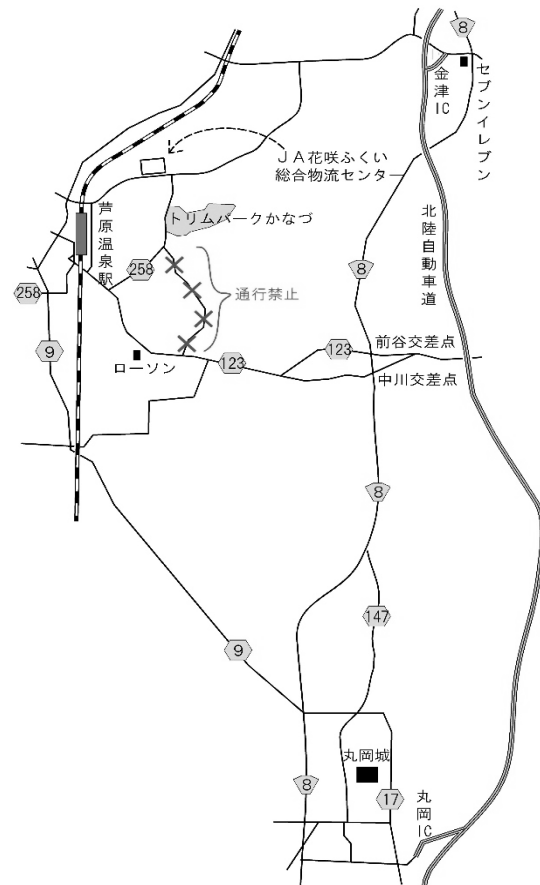 8
金津IC
セブンイレブン
JA花咲ふくい
総合物流センター
芦原温泉駅
トリムパークかなづ
北陸自動車道
258
8
258
通行禁止
9
123
前谷交差点
ローソン
123
中川交差点
8
147
9
丸岡城
8
17
丸岡IC